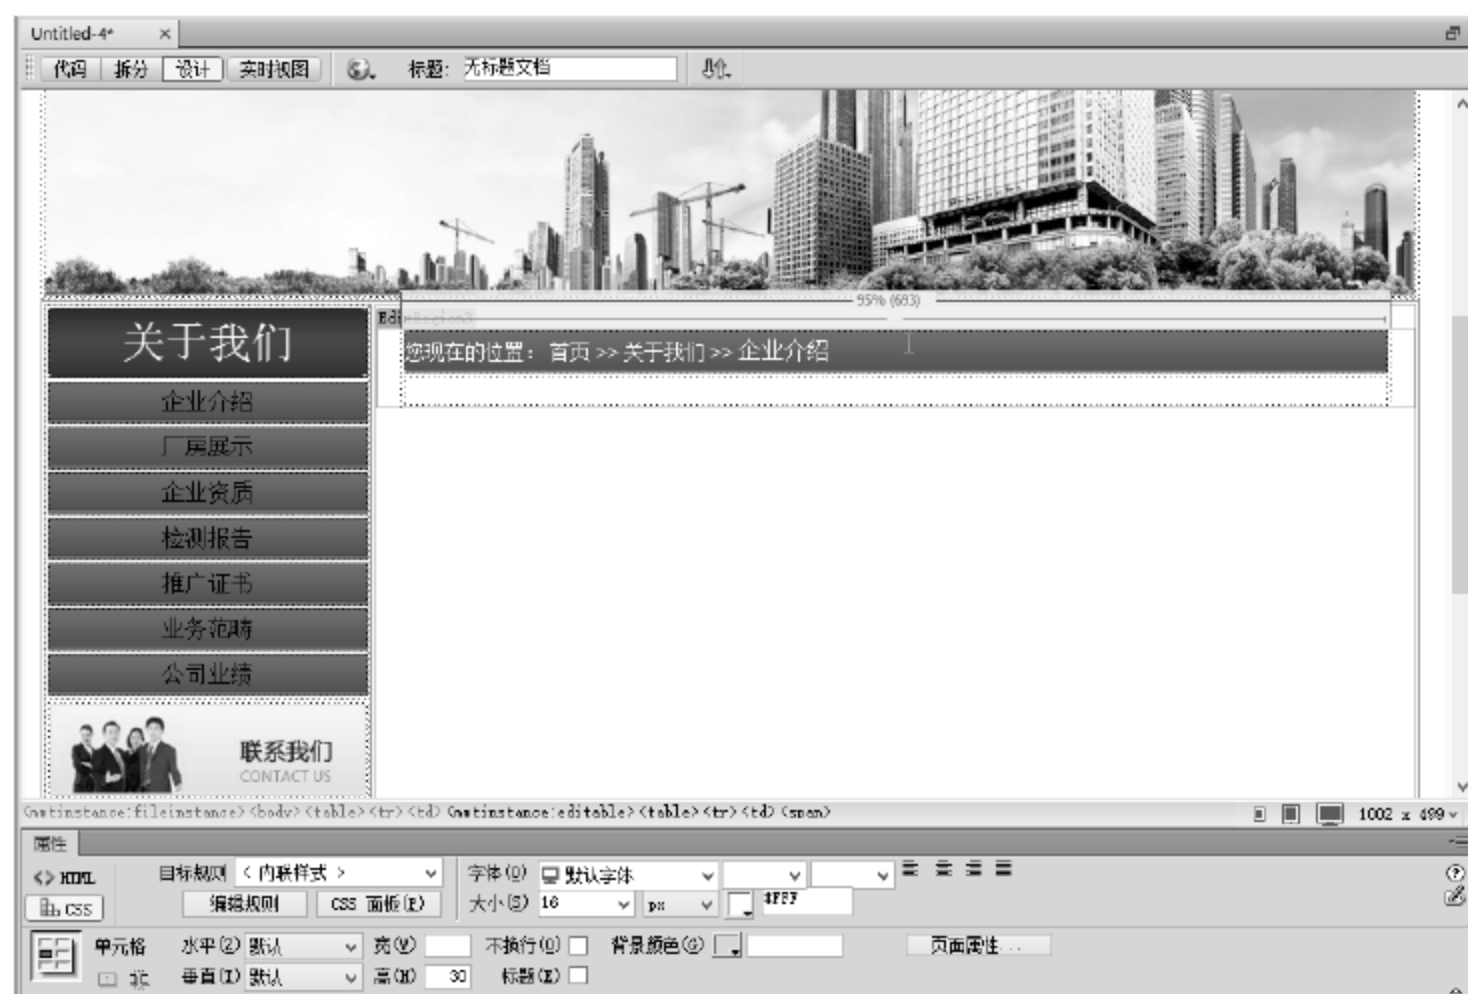 Untitled-4*
代码 拆分 设计 实时视图 标题: 无标题文档
95% (693)
关于我们
您现在的位置: 首页 >> 关于我们 >> 企业介绍
企业介绍
厂房展示
企业资质
检测报告
推广证书
业务范畴
公司业绩
联系我们
CONTACT US
<mmtinstance:fileinstance> <body> <table> <tr> <td> <mmtinstance:editable> <table> <tr> <td> <span> 1002 x 499
属性
<> HTML 目标规则 < 内联样式 > 字体(O) 默认字体
CSS 编辑规则 CSS 面板(P) 大小(S) 16 px #FFF
单元格 水平(Z) 默认 宽(W) 不换行(O) 背景颜色(G) 页面属性...
垂直(T) 默认 高(H) 30 标题(E)